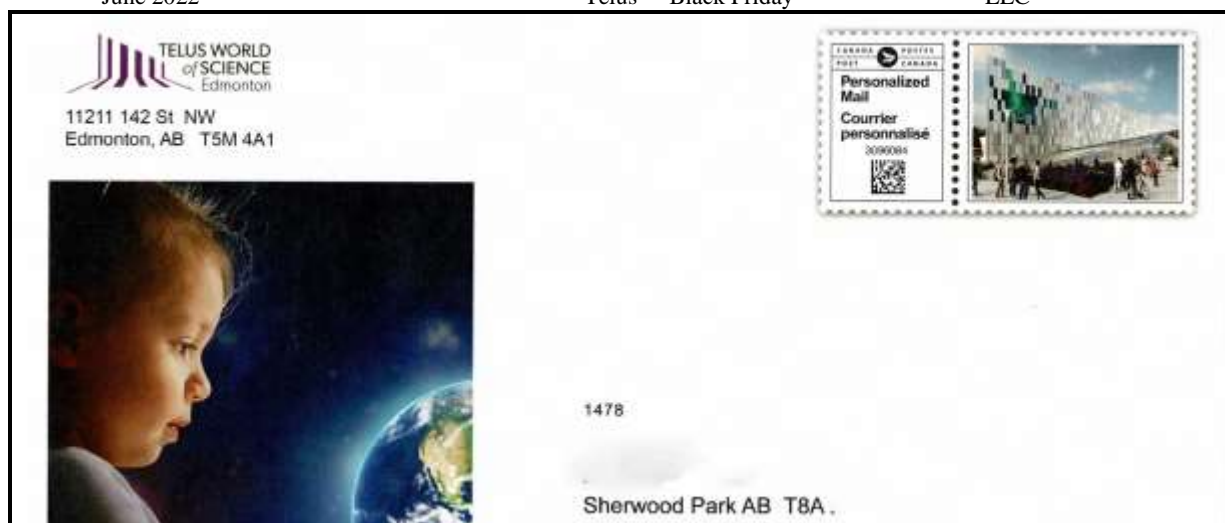 June 2022 Telus Black Friday LLC
TELUS WORLD
of SCIENCE
Edmonton
11211 142 St NW
Edmonton, AB T5M 4A1
CANADA POSTES
POST CANADA
Personalized
Mail
Courrier
personnalisé
3096084
1478
Sherwood Park AB T8A .